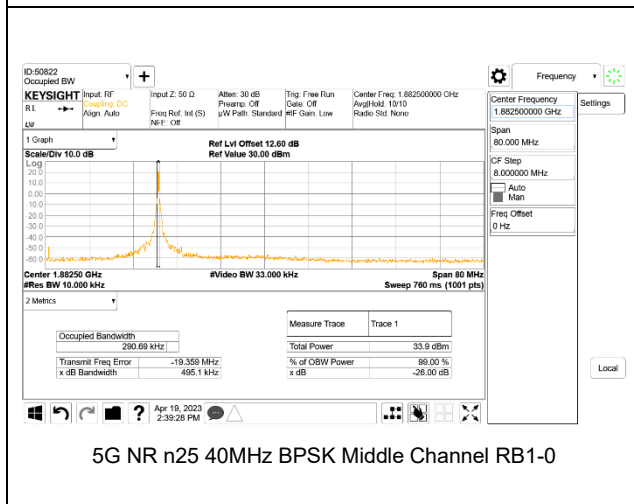 ID:50822
Occupied BW
+
Frequency
KEYSIGHT
Input: RF
Input Z: 50 Ω
Atten: 30 dB
Trig: Free Run
Center Freq: 1.882500000 GHz
RL
Coupling: DC
Preamp: Off
Gate: Off
Avg|Hold: 10/10
Align: Auto
Freq Ref: Int (S)
µW Path: Standard
#IF Gain: Low
Radio Std: None
NFE: Off
Center Frequency
1.882500000 GHz
Settings
Span
80.000 MHz
CF Step
8.000000 MHz
Auto
Man
Freq Offset
0 Hz
1 Graph
Ref Lvl Offset 12.60 dB
Scale/Div 10.0 dB
Ref Value 30.00 dBm
Log
20.0
10.0
0.00
-10.0
-20.0
-30.0
-40.0
-50.0
-60.0
Center 1.88250 GHz
#Video BW 33.000 kHz
Span 80 MHz
#Res BW 10.000 kHz
Sweep 760 ms (1001 pts)
2 Metrics
Measure Trace
Trace 1
Occupied Bandwidth
290.69 kHz
Total Power
33.9 dBm
Transmit Freq Error
-19.359 MHz
% of OBW Power
99.00 %
x dB Bandwidth
495.1 kHz
x dB
-26.00 dB
Local
?
Apr 19, 2023
2:39:28 PM
5G NR n25 40MHz BPSK Middle Channel RB1-0